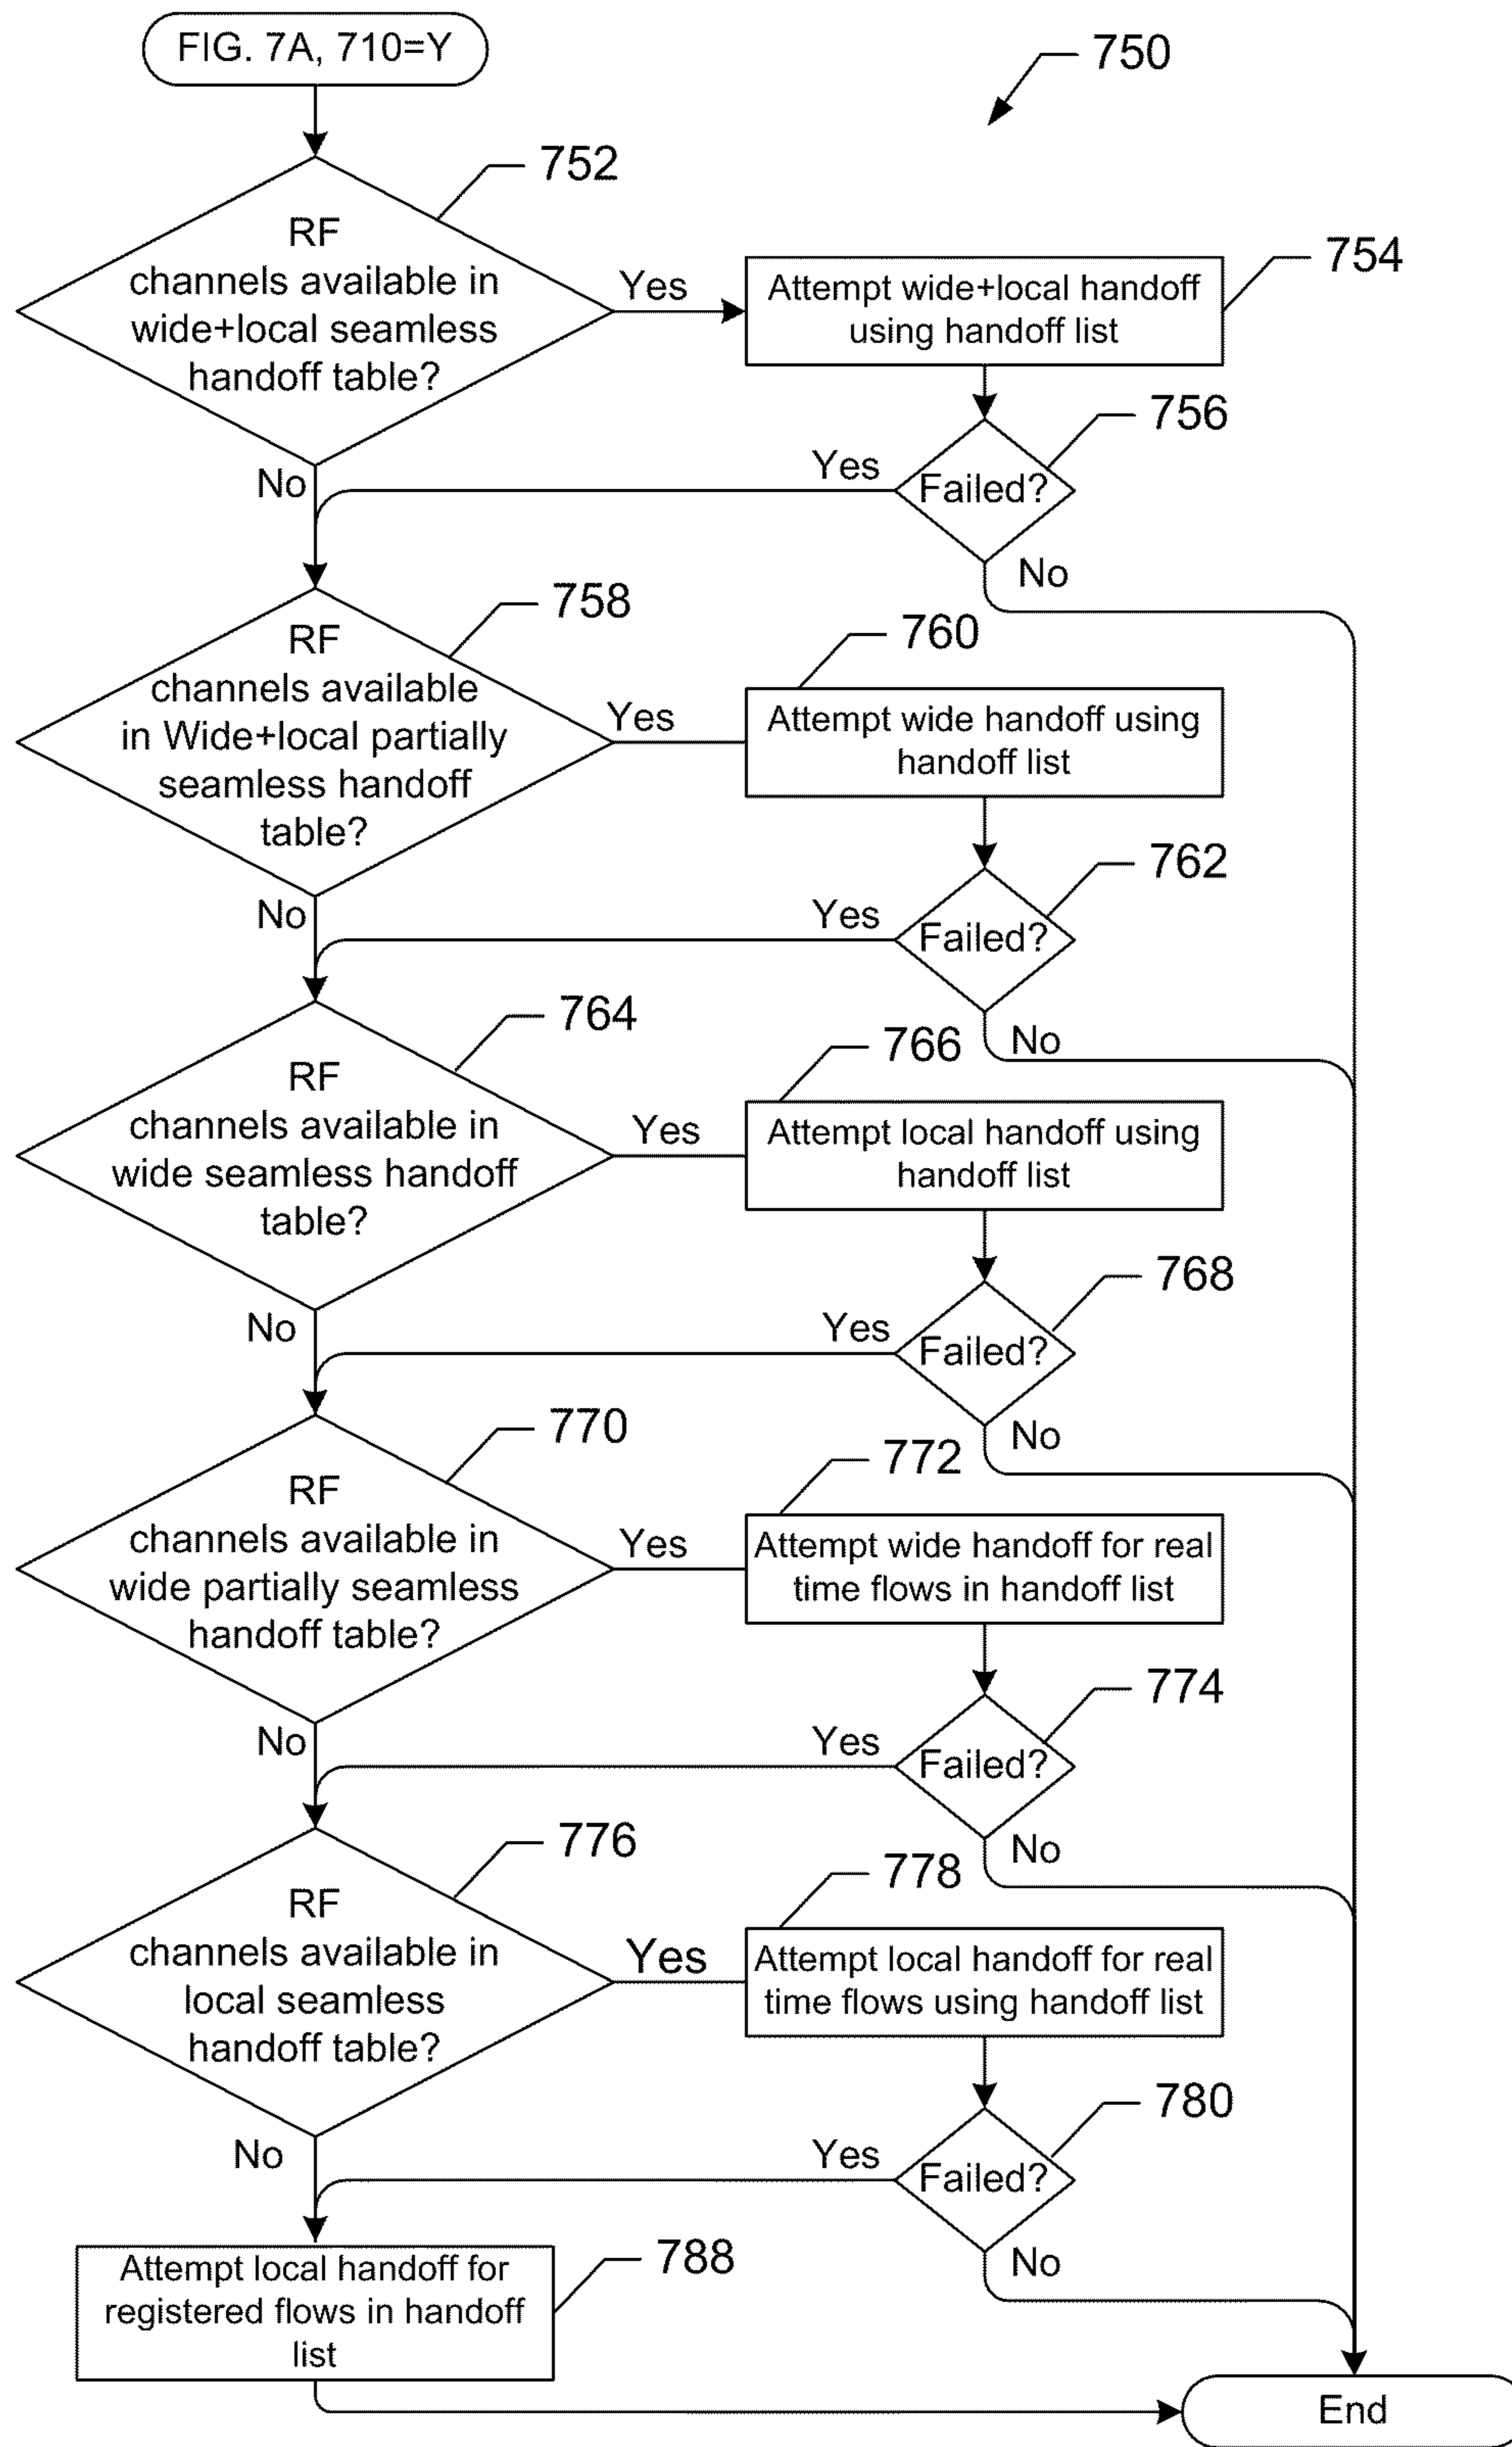 FIG. 7A, 710=Y
750
752
RF
channels available in
wide+local seamless
handoff table?
Yes
Attempt wide+local handoff
using handoff list
754
756
Yes
Failed?
No
No
758
RF
channels available
in Wide+local partially
seamless handoff
table?
Yes
760
Attempt wide handoff using
handoff list
762
Yes
Failed?
No
No
764
RF
channels available in
wide seamless handoff
table?
Yes
766
Attempt local handoff using
handoff list
768
Yes
Failed?
No
No
770
RF
channels available in
wide partially seamless
handoff table?
Yes
772
Attempt wide handoff for real
time flows in handoff list
774
Yes
Failed?
No
No
776
RF
channels available in
local seamless
handoff table?
Yes
778
Attempt local handoff for real
time flows using handoff list
780
Yes
Failed?
No
No
788
Attempt local handoff for
registered flows in handoff
list
End